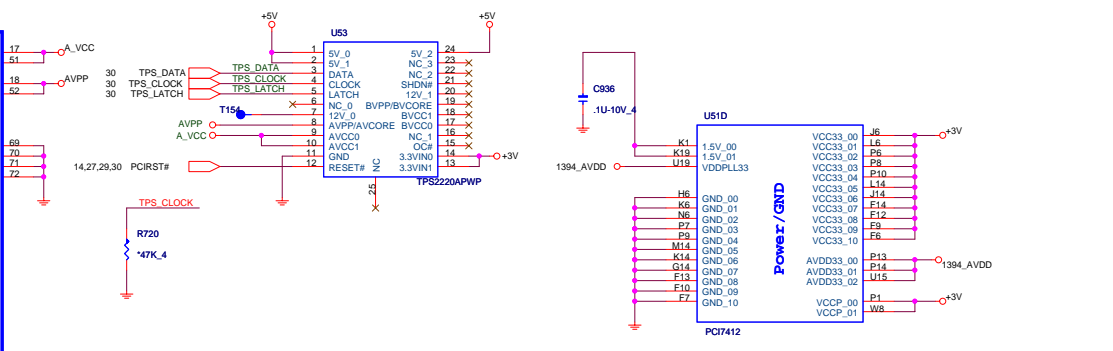 17
51
A_VCC
18
52
AVPP
69
70
71
72
+5V
+5V
U53
1 5V_0 5V_2 24
2 5V_1 NC_3 23
30 TPS_DATA TPS_DATA 3 DATA NC_2 22
30 TPS_CLOCK TPS_CLOCK 4 CLOCK SHDN# 21
30 TPS_LATCH TPS_LATCH 5 LATCH 12V_1 20
6 NC_0 BVPP/BVCORE 19
T154 7 12V_0 BVCC1 18
AVPP 8 AVPP/AVCORE BVCC0 17
A_VCC 9 AVCC0 NC_1 16
10 AVCC1 OC# 15
11 GND 3.3VIN0 14 +3V
14,27,29,30 PCIRST# 12 RESET# 3.3VIN1 13
NC
25
TPS2220APWP
TPS_CLOCK
R720
*47K_4
C936
.1U-10V_4
U51D
K1 1.5V_00
K19 1.5V_01
1394_AVDD U19 VDDPLL33
H6 GND_00
K6 GND_01
N6 GND_02
P7 GND_03
P9 GND_04
M14 GND_05
K14 GND_06
G14 GND_07
F13 GND_08
F10 GND_09
F7 GND_10
Power/GND
VCC33_00 J6 +3V
VCC33_01 L6
VCC33_02 P6
VCC33_03 P8
VCC33_04 P10
VCC33_05 L14
VCC33_06 J14
VCC33_07 F14
VCC33_08 F12
VCC33_09 F9
VCC33_10 F6
AVDD33_00 P13 1394_AVDD
AVDD33_01 P14
AVDD33_02 U15
VCCP_00 P1 +3V
VCCP_01 W8
PCI7412